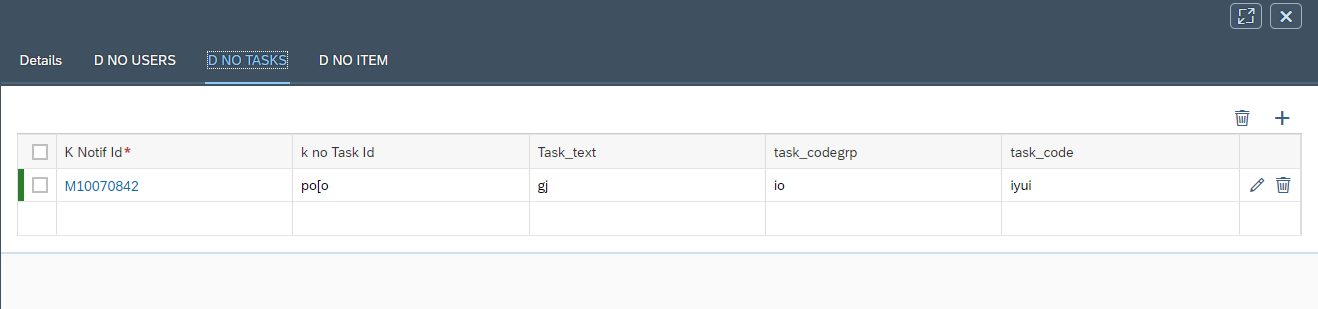 Details D NO USERS D NO TASKS D NO ITEM
K Notif Id* k no Task Id Task_text task_codegrp task_code
M10070842 po[o gj io iyui